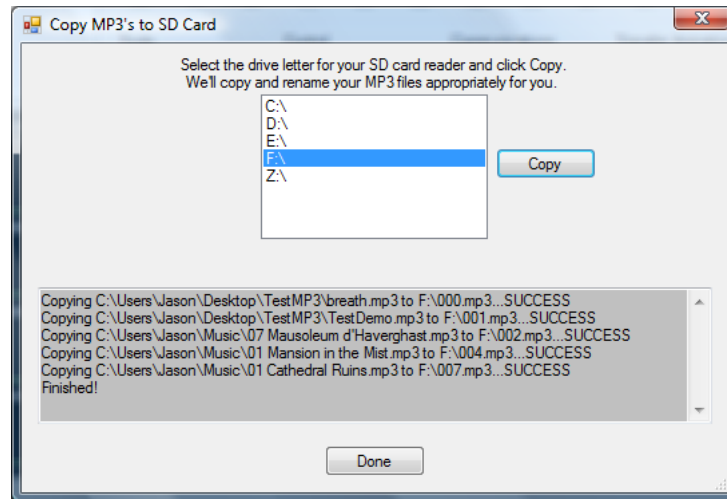 Copy MP3's to SD Card
Select the drive letter for your SD card reader and click Copy.
We'll copy and rename your MP3 files appropriately for you.
C:\
D:\
E:\
F:\
Z:\
Copy
Copying C:\Users\Jason\Desktop\TestMP3\breath.mp3 to F:\000.mp3...SUCCESS
Copying C:\Users\Jason\Desktop\TestMP3\TestDemo.mp3 to F:\001.mp3...SUCCESS
Copying C:\Users\Jason\Music\07 Mausoleum d'Haverghast.mp3 to F:\002.mp3...SUCCESS
Copying C:\Users\Jason\Music\01 Mansion in the Mist.mp3 to F:\004.mp3...SUCCESS
Copying C:\Users\Jason\Music\01 Cathedral Ruins.mp3 to F:\007.mp3...SUCCESS
Finished!
Done